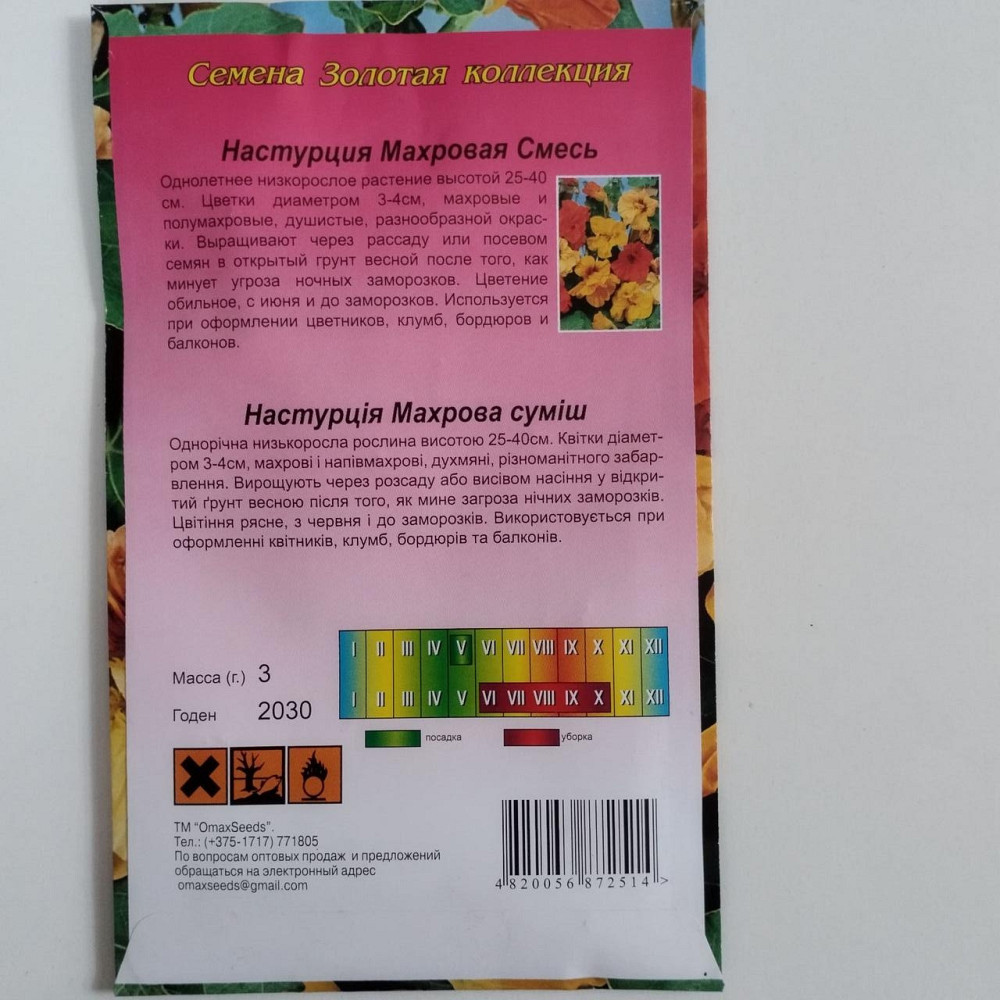 Семена Золотая коллекция
Настурция Махровая Смесь
Однолетнее низкорослое растение высотой 25-40
см. Цветки диаметром 3-4см, махровые и
полумахровые, душистые, разнообразной окрас-
ки. Выращивают через рассаду или посевом
семян в открытый грунт весной после того, как
минует угроза ночных заморозков. Цветение
обильное, с июня и до заморозков. Используется
при оформлении цветников, клумб, бордюров и
балконов.
Настурція Махрова суміш
Однорічна низькоросла рослина висотою 25-40см. Квітки діамет-
ром 3-4см, махрові і напівмахрові, духмяні, різноманітного забар-
влення. Вирощують через розсаду або висівом насіння у відкри-
тий ґрунт весною після того, як мине загроза нічних заморозків.
Цвітіння рясне, з червня і до заморозків. Використовується при
оформленні квітників, клумб, бордюрів та балконів.
I II III IV V VI VII VIII IX X XI XII
Масса (г.) 3
I II III IV V VI VII VIII IX X XI XII
Годен 2030
посадка уборка
ТМ "OmaxSeeds".
Тел.: (+375-1717) 771805
По вопросам оптовых продаж и предложений
обращаться на электронный адрес
omaxseeds@gmail.com
4 820056 872514 >